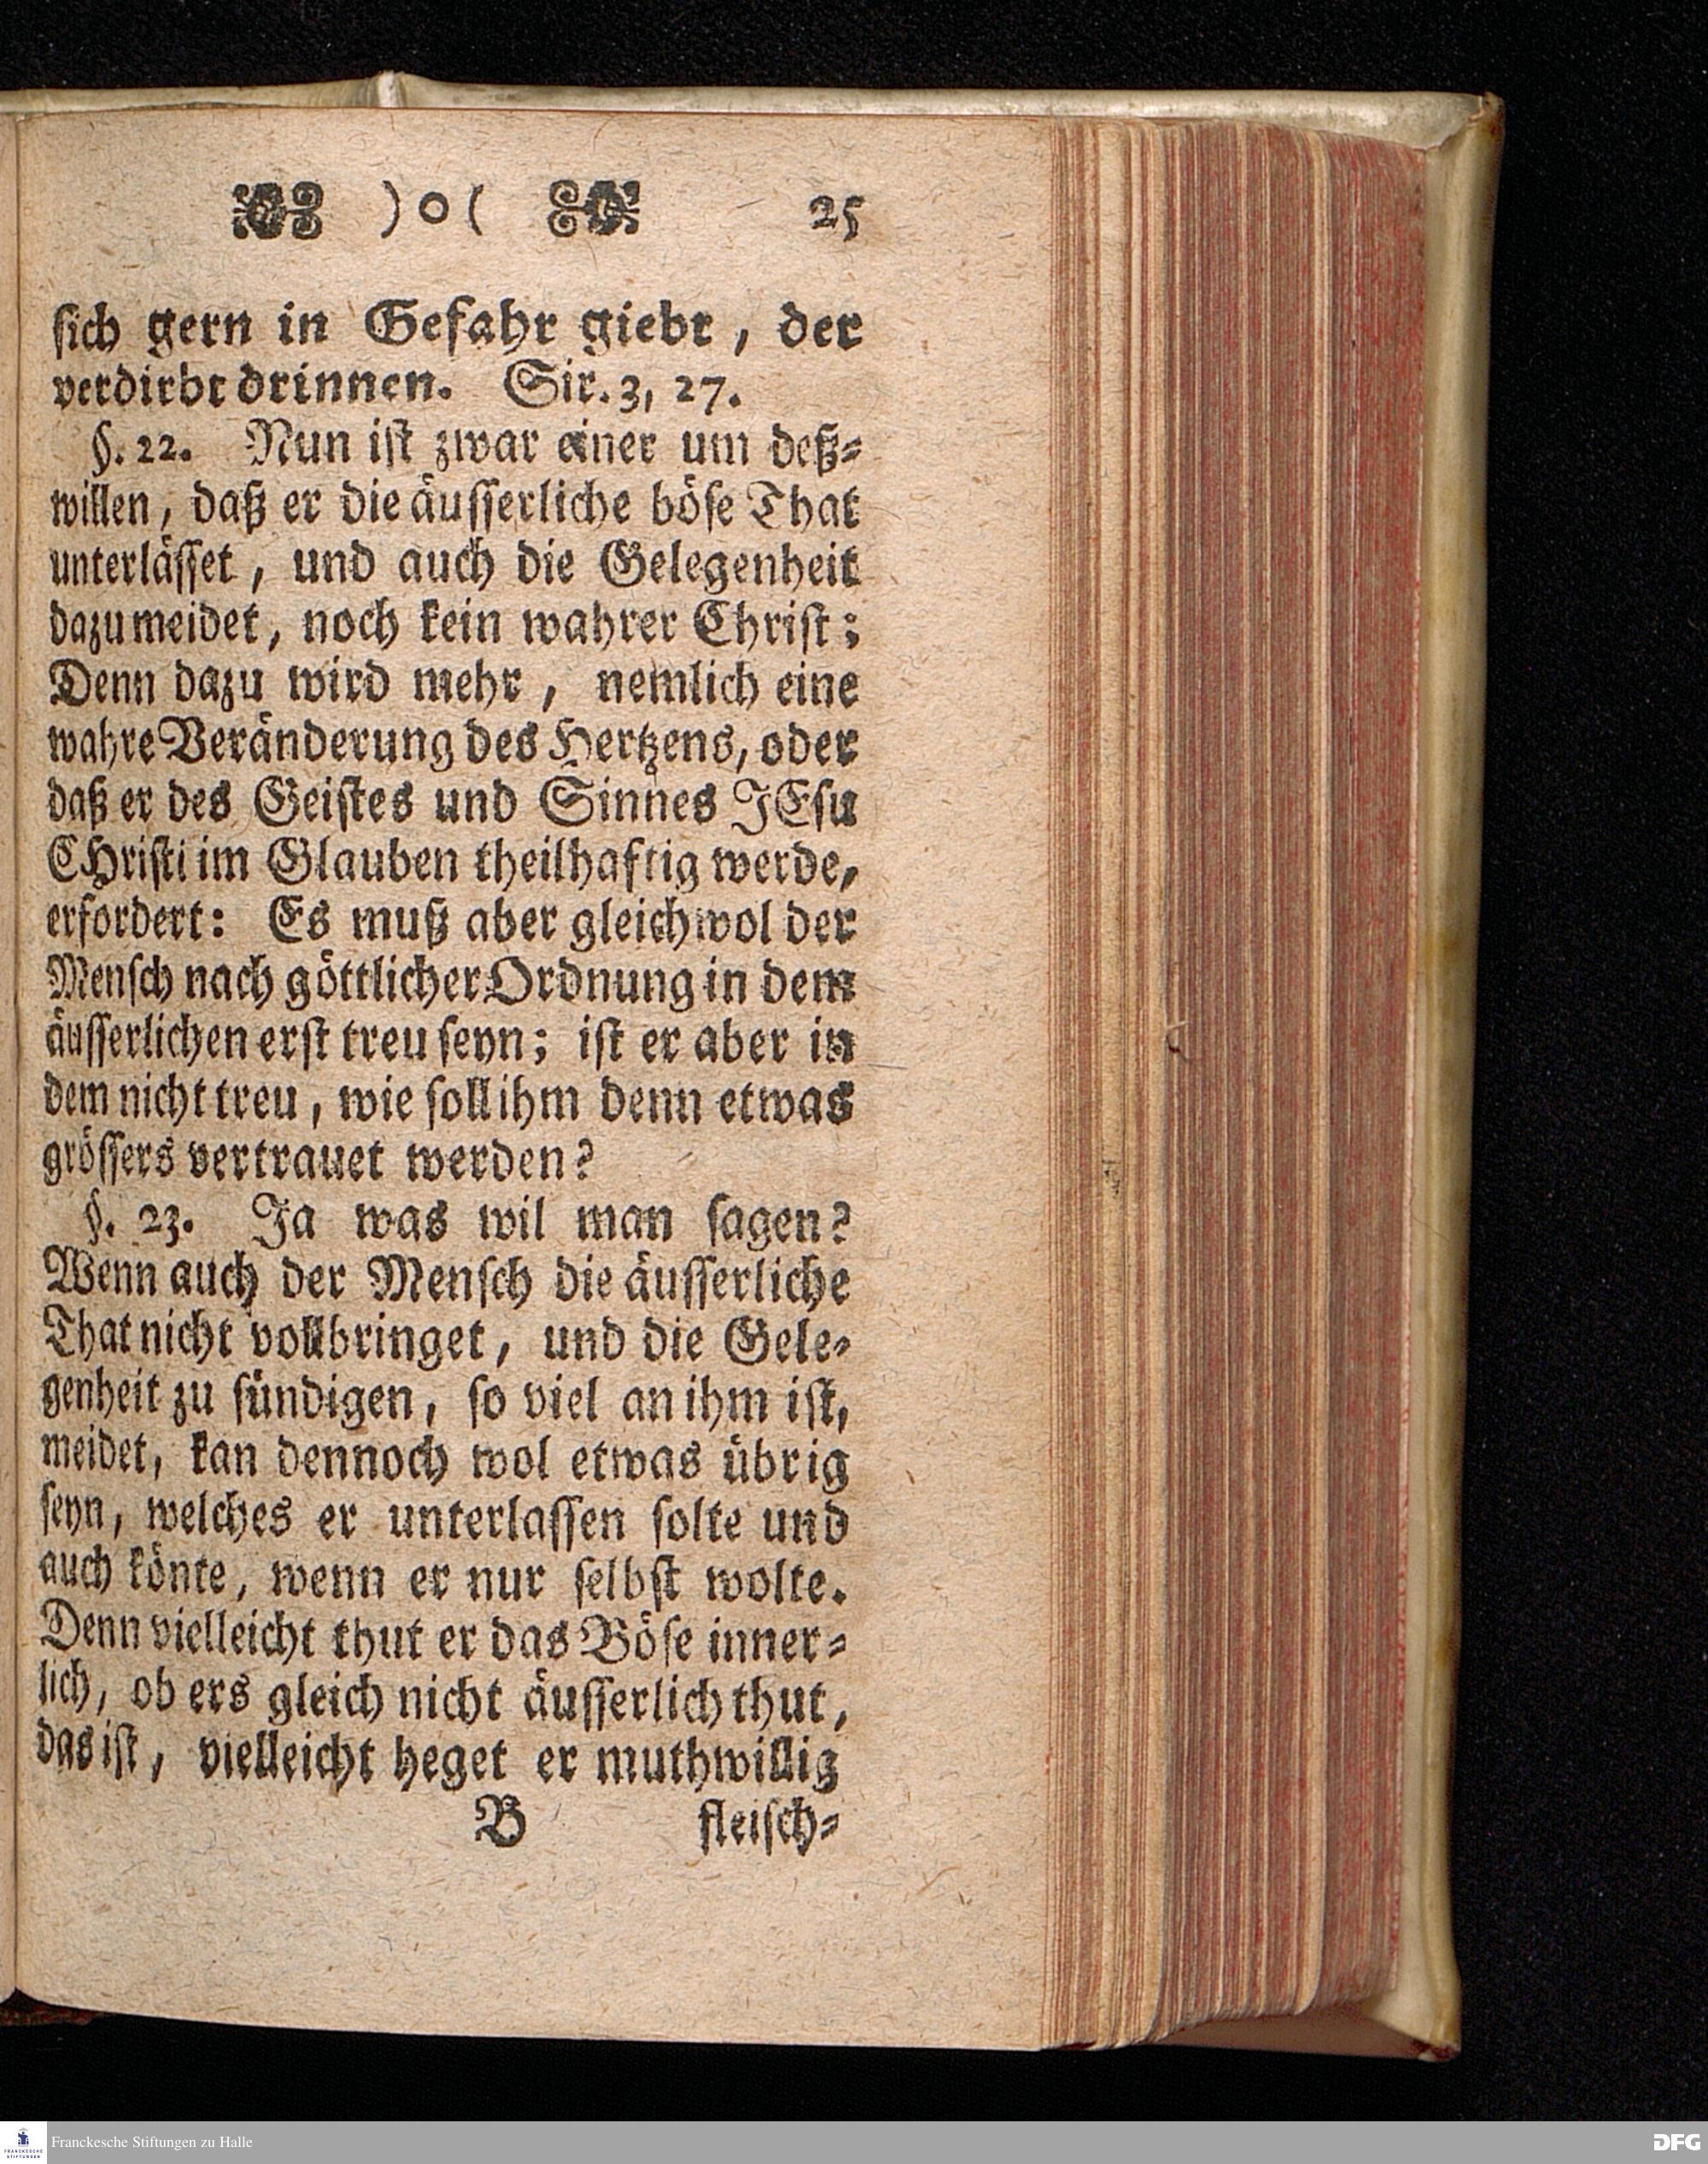 )o( 25
sich gern in Gefahr giebt, der
verdirbt drinnen. Sir. 3, 27.
§. 22. Nun ist zwar einer um deß-
willen, daß er die äusserliche böse That
unterlässet, und auch die Gelegenheit
dazu meidet, noch kein wahrer Christ;
Denn dazu wird mehr, nemlich eine
wahre Veränderung des Hertzens, oder
daß er des Geistes und Sinnes JEsu
CHristi im Glauben theilhaftig werde,
erfordert: Es muß aber gleichwol der
Mensch nach göttlicher Ordnung in dem
äusserlichen erst treu seyn; ist er aber in
dem nicht treu, wie soll ihm denn etwas
grössers vertrauet werden?
§. 23. Ja was wil man sagen?
Wenn auch der Mensch die äusserliche
That nicht vollbringet, und die Gele-
genheit zu sündigen, so viel an ihm ist,
meidet, kan dennoch wol etwas übrig
seyn, welches er unterlassen solte und
auch könte, wenn er nur selbst wolte.
Denn vielleicht thut er das Böse inner-
lich, ob ers gleich nicht äusserlich thut,
das ist, vielleicht heget er muthwillig
B fleisch-
FRANCKESCHE
STIFTUNGEN
Franckesche Stiftungen zu Halle
DFG